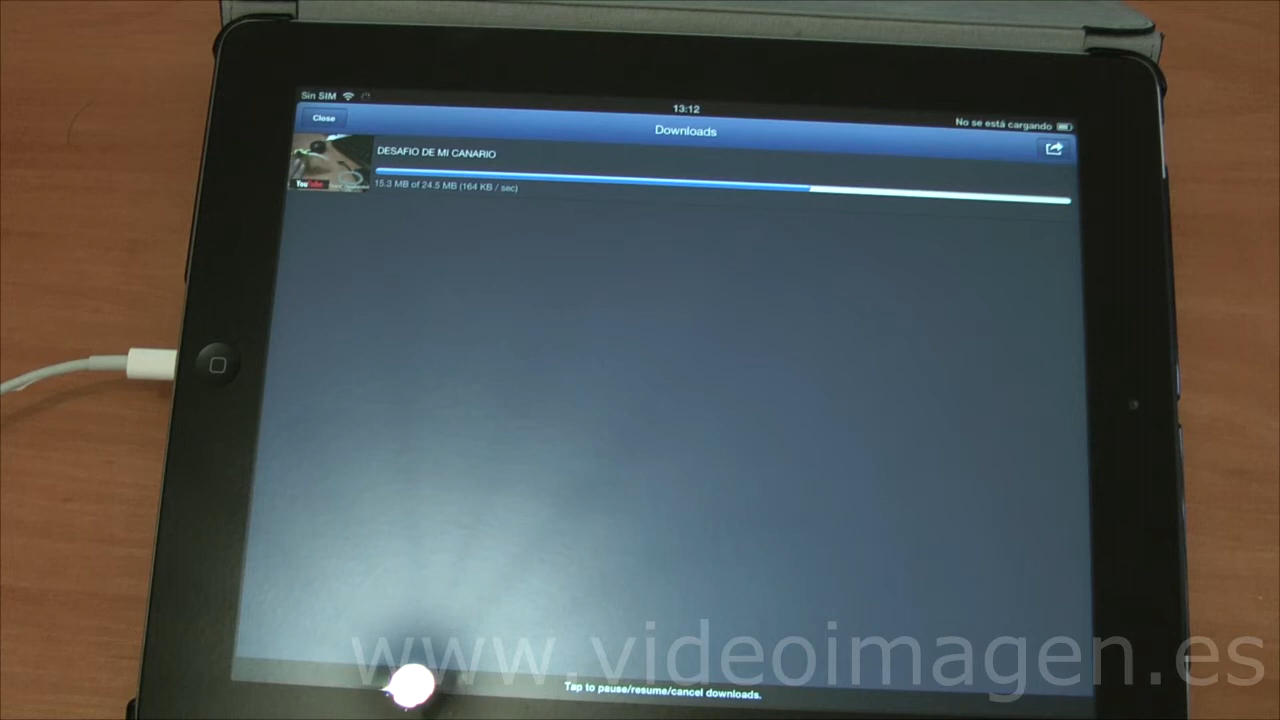 Sin SIM
13:12
No se está cargando
Close
Downloads
DESAFIO DE MI CANARIO
15.3 MB of 24.5 MB (164 KB / sec)
YouTube
www.videoimagen.es
Tap to pause/resume/cancel downloads.